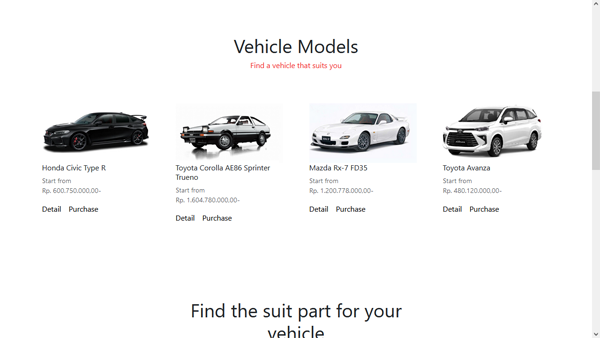 Vehicle Models
Find a vehicle that suits you
Honda Civic Type R
Start from
Rp. 600.750.000.00-
Detail Purchase
Toyota Corolla AE86 Sprinter
Trueno
Start from
Rp. 1.604.780.000.00-
Detail Purchase
Mazda Rx-7 FD35
Start from
Rp. 1.200.778.000.00-
Detail Purchase
Toyota Avanza
Start from
Rp. 480.120.000.00-
Detail Purchase
Find the suit part for your
vehicle